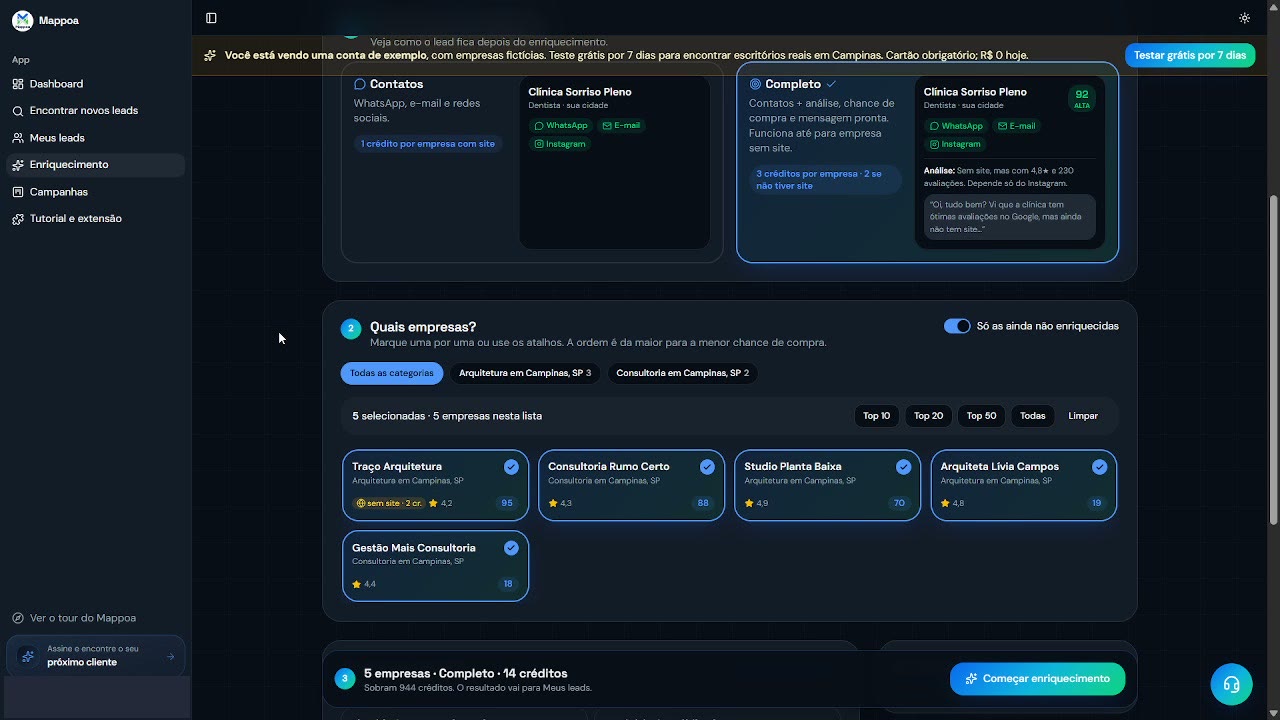 Mappoa
App
Dashboard
Encontrar novos leads
Meus leads
Enriquecimento
Campanhas
Tutorial e extensão
Ver o tour do Mappoa
Assine e encontre o seu
próximo cliente
Veja como o lead fica depois do enriquecimento.
Você está vendo uma conta de exemplo, com empresas fictícias. Teste grátis por 7 dias para encontrar escritórios reais em Campinas. Cartão obrigatório; R$ 0 hoje.
Testar grátis por 7 dias
Contatos
WhatsApp, e-mail e redes
sociais.
1 crédito por empresa com site
Clínica Sorriso Pleno
Dentista · sua cidade
WhatsApp
E-mail
Instagram
Completo
Contatos + análise, chance de
compra e mensagem pronta.
Funciona até para empresa
sem site.
3 créditos por empresa · 2 se
não tiver site
Clínica Sorriso Pleno
Dentista · sua cidade
92
ALTA
WhatsApp
E-mail
Instagram
Análise: Sem site, mas com 4,8★ e 230
avaliações. Depende só do Instagram.
"Oi, tudo bem? Vi que a clínica tem
ótimas avaliações no Google, mas ainda
não tem site…"
2
Quais empresas?
Marque uma por uma ou use os atalhos. A ordem é da maior para a menor chance de compra.
Só as ainda não enriquecidas
Todas as categorias
Arquitetura em Campinas, SP 3
Consultoria em Campinas, SP 2
5 selecionadas · 5 empresas nesta lista
Top 10
Top 20
Top 50
Todas
Limpar
Traço Arquitetura
Arquitetura em Campinas, SP
sem site · 2 cr.
4,2
95
Consultoria Rumo Certo
Consultoria em Campinas, SP
4,3
88
Studio Planta Baixa
Arquitetura em Campinas, SP
4,9
70
Arquiteta Lívia Campos
Arquitetura em Campinas, SP
4,8
19
Gestão Mais Consultoria
Consultoria em Campinas, SP
4,4
18
3
5 empresas · Completo · 14 créditos
Sobram 944 créditos. O resultado vai para Meus leads.
Começar enriquecimento